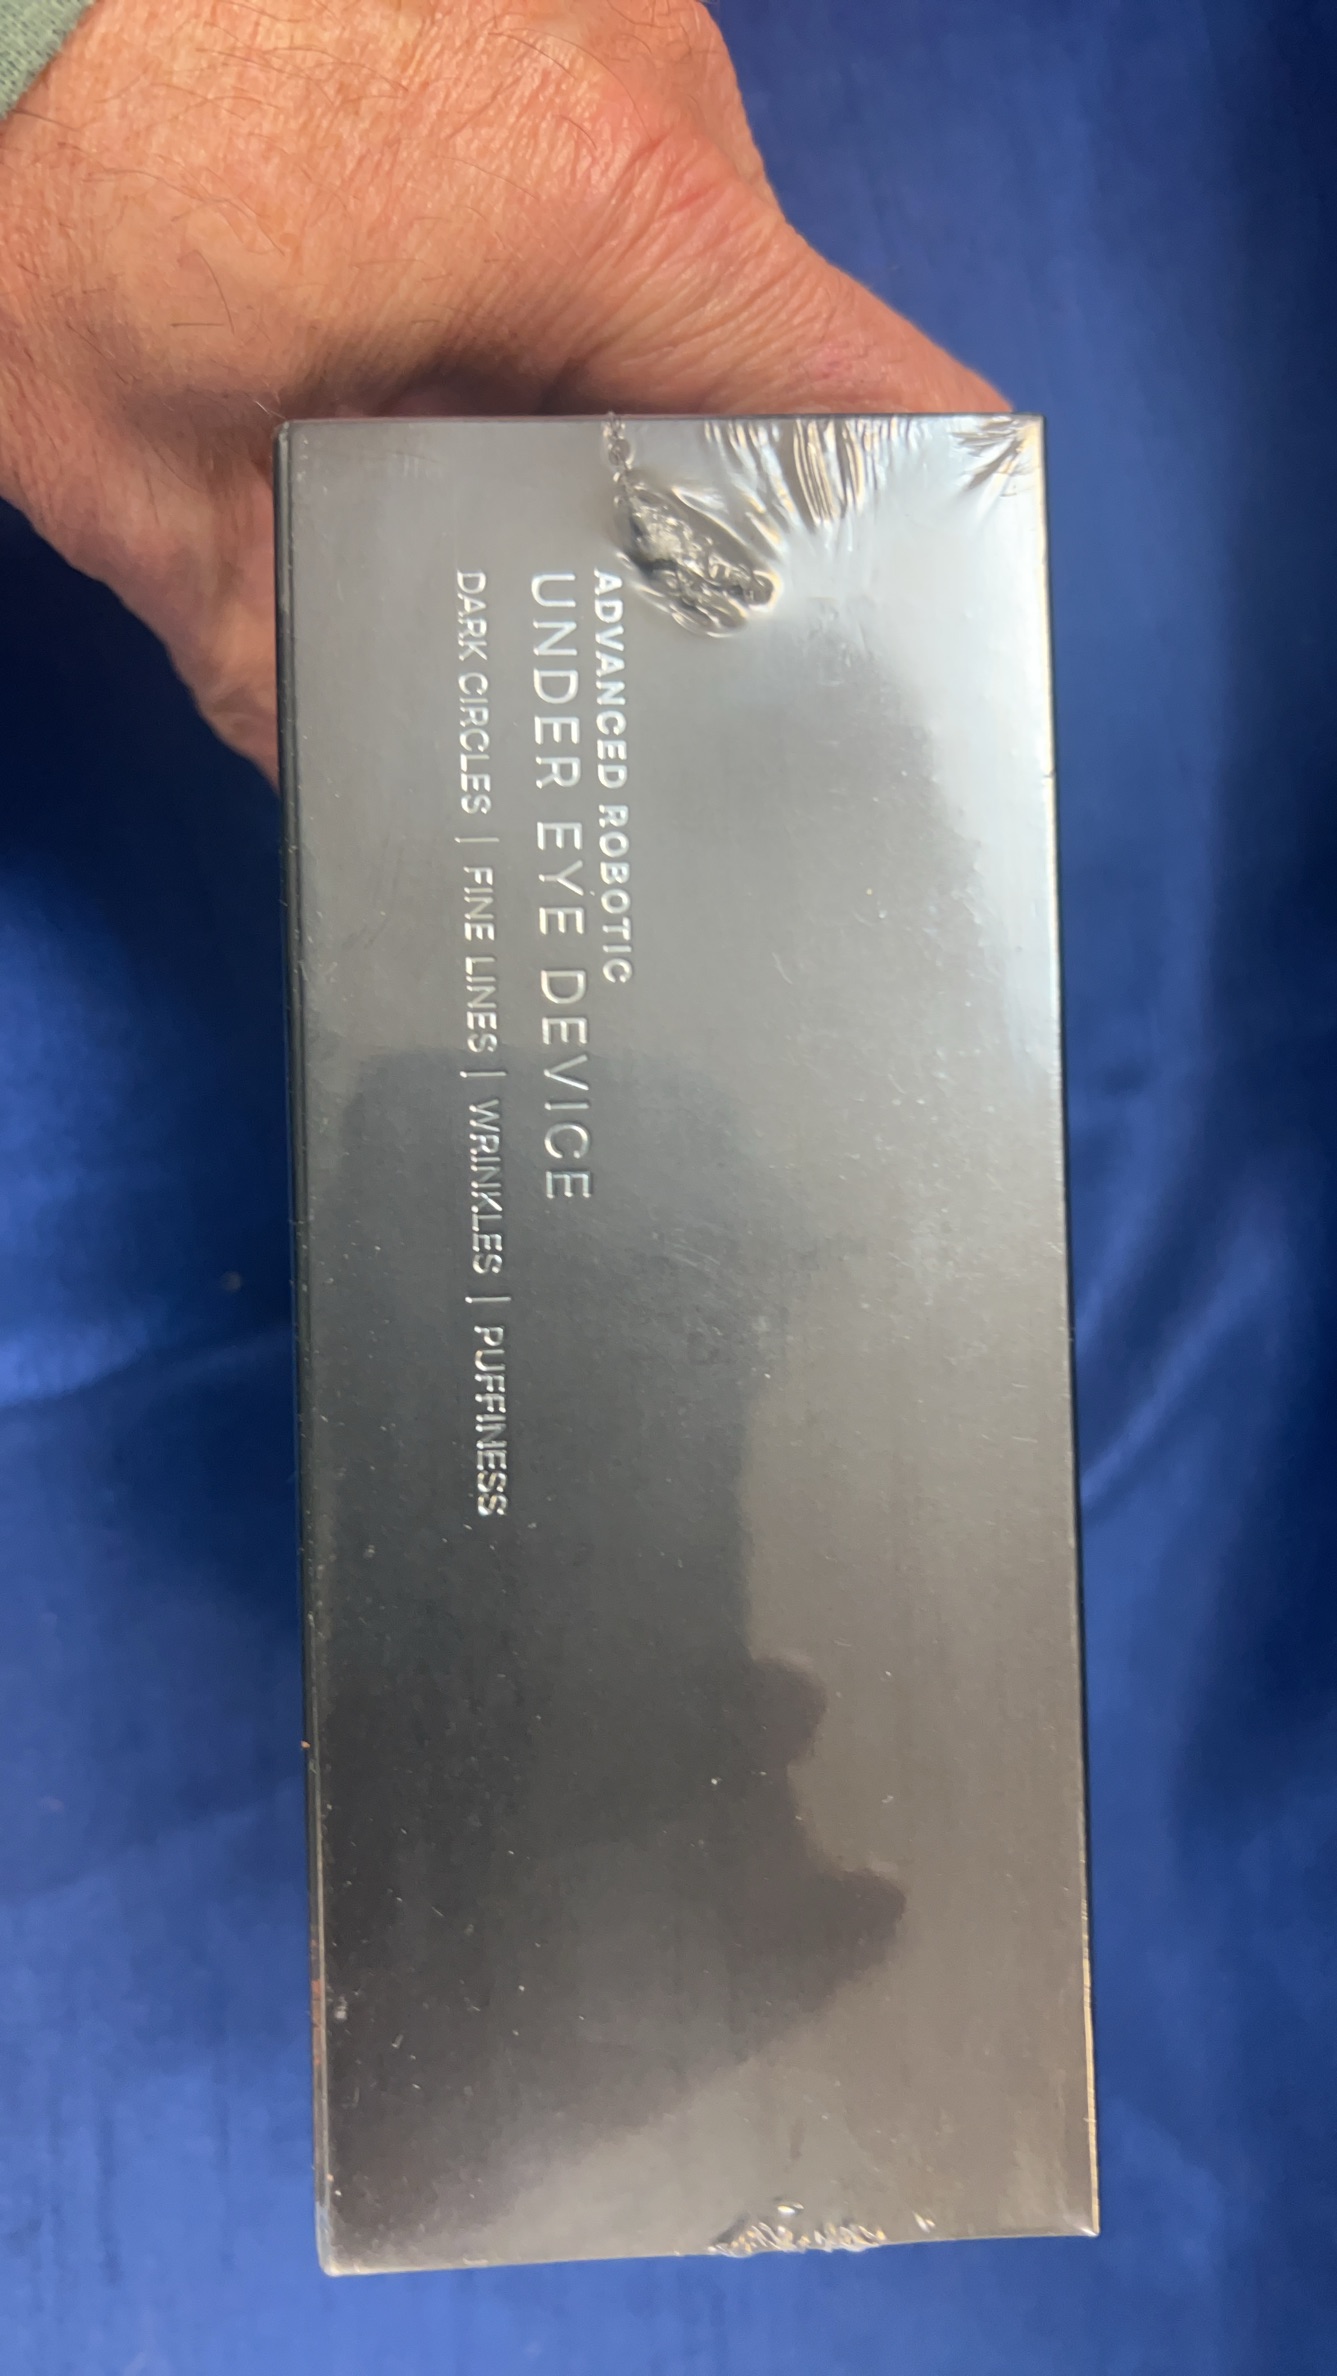 ADVANCED ROBOTIC
UNDER EYE DEVICE
DARK CIRCLES | FINE LINES | WRINKLES | PUFFINESS